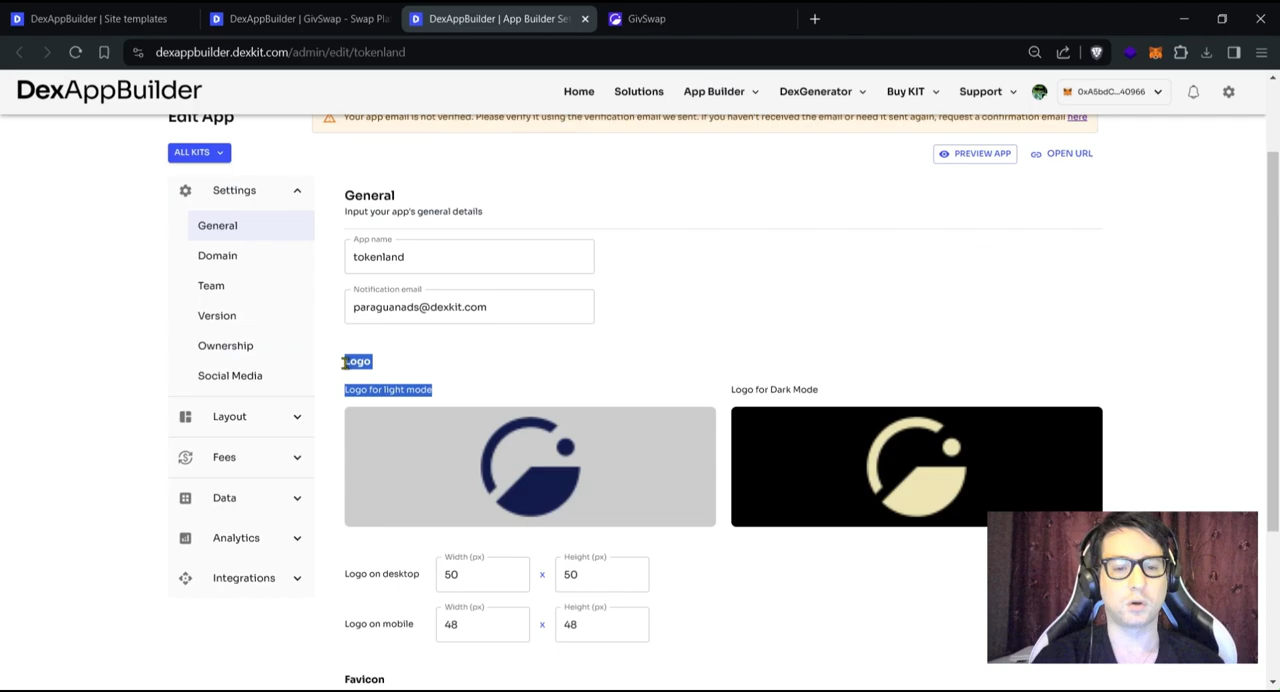 DexAppBuilder | Site templates
DexAppBuilder | GivSwap - Swap Pla
DexAppBuilder | App Builder Se
GivSwap
dexappbuilder.dexkit.com/admin/edit/tokenland
DexAppBuilder
Home
Solutions
App Builder
DexGenerator
Buy KIT
Support
0xA5bdC...40966
Edit App
Your app email is not verified. Please verify it using the verification email we sent. If you haven't received the email or need it sent again, request a confirmation email here
ALL KITS
PREVIEW APP
OPEN URL
Settings
General
Domain
Team
Version
Ownership
Social Media
Layout
Fees
Data
Analytics
Integrations
General
Input your app's general details
App name
tokenland
Notification email
paraguanads@dexkit.com
Logo
Logo for light mode
Logo for Dark Mode
Logo on desktop
Width (px)
50
x
Height (px)
50
Logo on mobile
Width (px)
48
x
Height (px)
48
Favicon